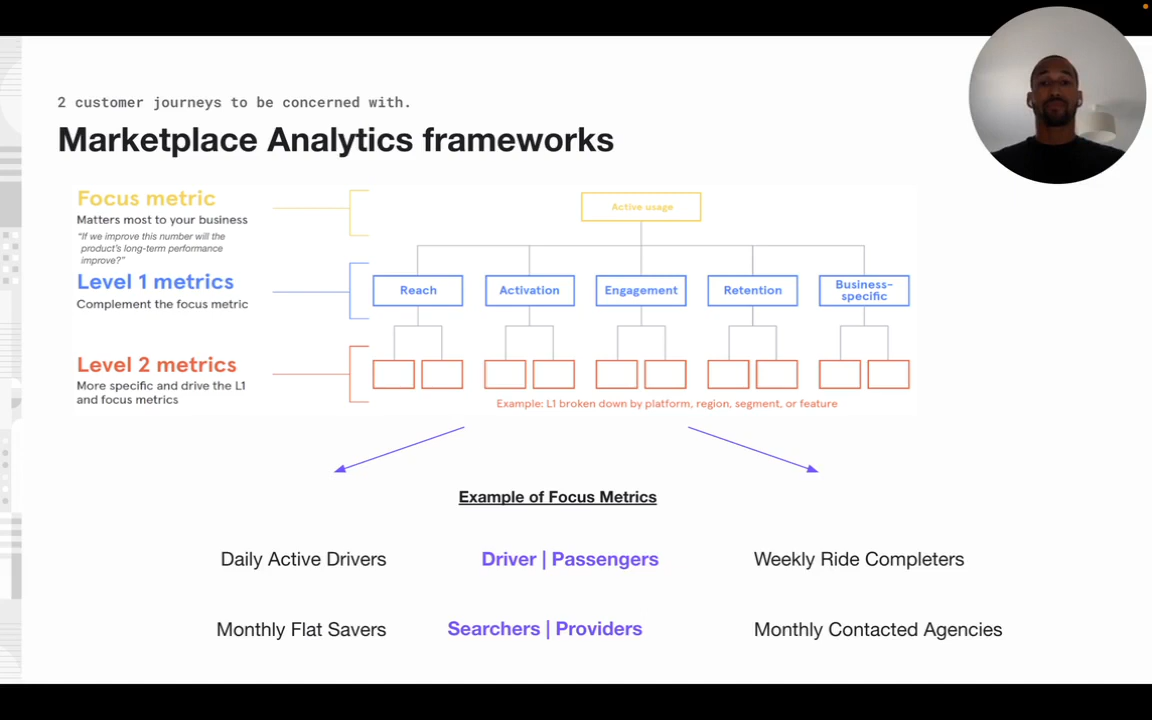 2 customer journeys to be concerned with.
Marketplace Analytics frameworks
Focus metric
Matters most to your business
"If we improve this number will the
product's long-term performance
improve?"
Active usage
Level 1 metrics
Complement the focus metric
Reach
Activation
Engagement
Retention
Business-
specific
Level 2 metrics
More specific and drive the L1
and focus metrics
Example: L1 broken down by platform, region, segment, or feature
Example of Focus Metrics
Daily Active Drivers
Driver | Passengers
Weekly Ride Completers
Monthly Flat Savers
Searchers | Providers
Monthly Contacted Agencies